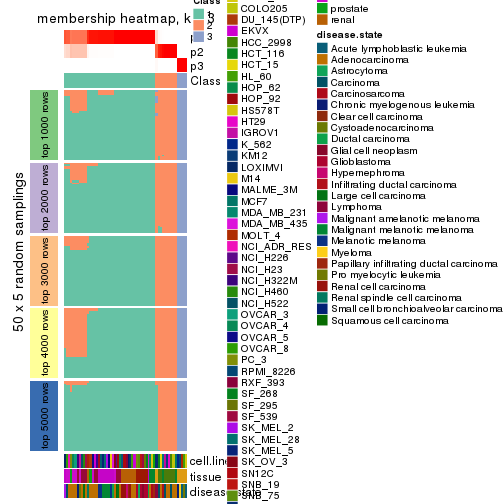 membership heatmap, k
p2
p3
Class
Class
1
2
3
50 x 5 random samplings
top 1000 rows
top 2000 rows
top 3000 rows
top 4000 rows
top 5000 rows
cell.line
tissue
COLO205
DU_145(DTP)
EKVX
HCC_2998
HCT_116
HCT_15
HL_60
HOP_62
HOP_92
HS578T
HT29
IGROV1
K_562
KM12
LOXIMVI
M14
MALME_3M
MCF7
MDA_MB_231
MDA_MB_435
MOLT_4
NCI_ADR_RES
NCI_H226
NCI_H23
NCI_H322M
NCI_H460
NCI_H522
OVCAR_3
OVCAR_4
OVCAR_5
OVCAR_8
PC_3
RPMI_8226
RXF_393
SF_268
SF_295
SF_539
SK_MEL_2
SK_MEL_28
SK_MEL_5
SK_OV_3
SN12C
SNB_19
SNB_75
prostate
renal
disease.state
Acute lymphoblastic leukemia
Adenocarcinoma
Astrocytoma
Carcinoma
Carcinosarcoma
Chronic myelogenous leukemia
Clear cell carcinoma
Cystoadenocarcinoma
Ductal carcinoma
Glial cell neoplasm
Glioblastoma
Hypernephroma
Infiltrating ductal carcinoma
Large cell carcinoma
Lymphoma
Malignant amelanotic melanoma
Malignant melanotic melanoma
Melanotic melanoma
Myeloma
Papillary infiltrating ductal carcinoma
Pro myelocytic leukemia
Renal cell carcinoma
Renal spindle cell carcinoma
Small cell bronchioalveolar carcinoma
Squamous cell carcinoma